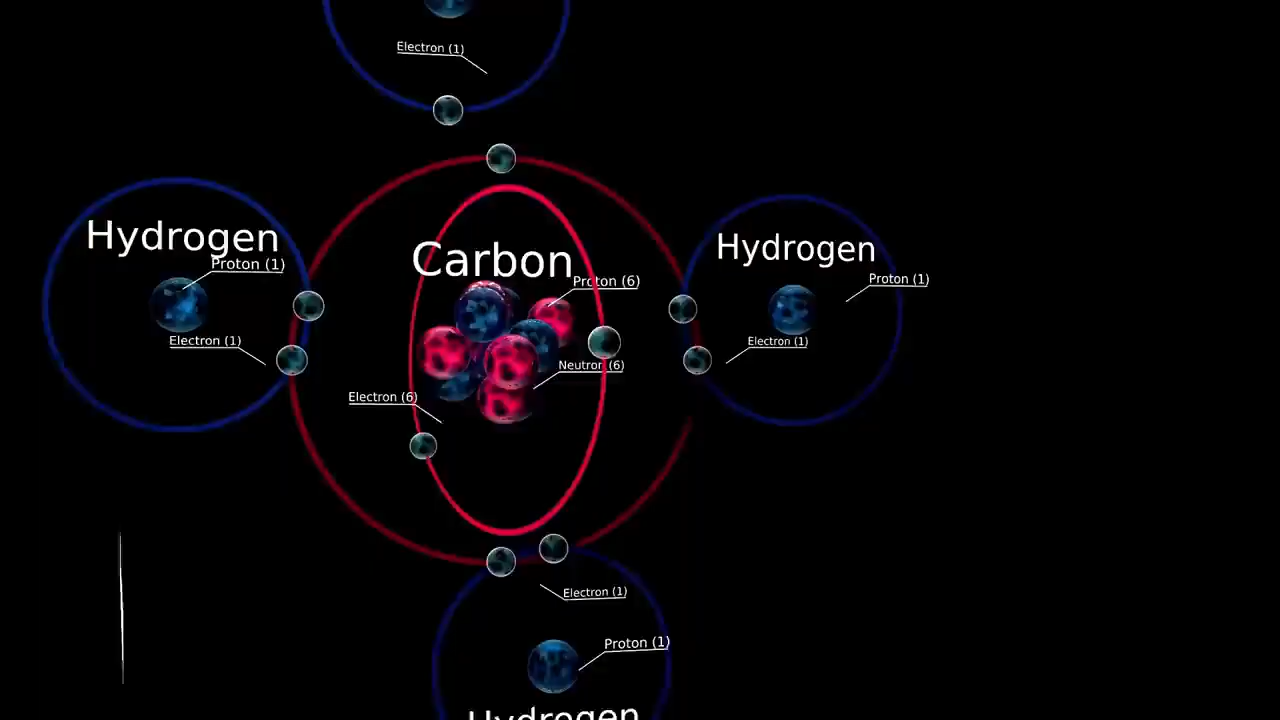 Electron (1)
Hydrogen
Proton (1)
Electron (1)
Carbon
Proton (6)
Neutron (6)
Electron (6)
Hydrogen
Proton (1)
Electron (1)
Electron (1)
Proton (1)
Hydrogen